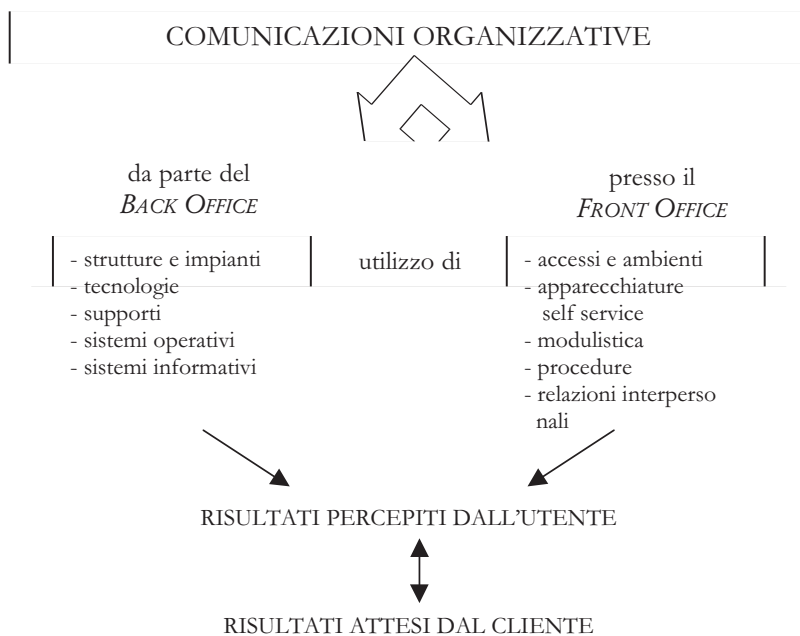 COMUNICAZIONI ORGANIZZATIVE
da parte del
BACK OFFICE
presso il
FRONT OFFICE
- strutture e impianti
- tecnologie
- supporti
- sistemi operativi
- sistemi informativi
utilizzo di
- accessi e ambienti
- apparecchiature
self service
- modulistica
- procedure
- relazioni interperso
nali
RISULTATI PERCEPITI DALL'UTENTE
RISULTATI ATTESI DAL CLIENTE